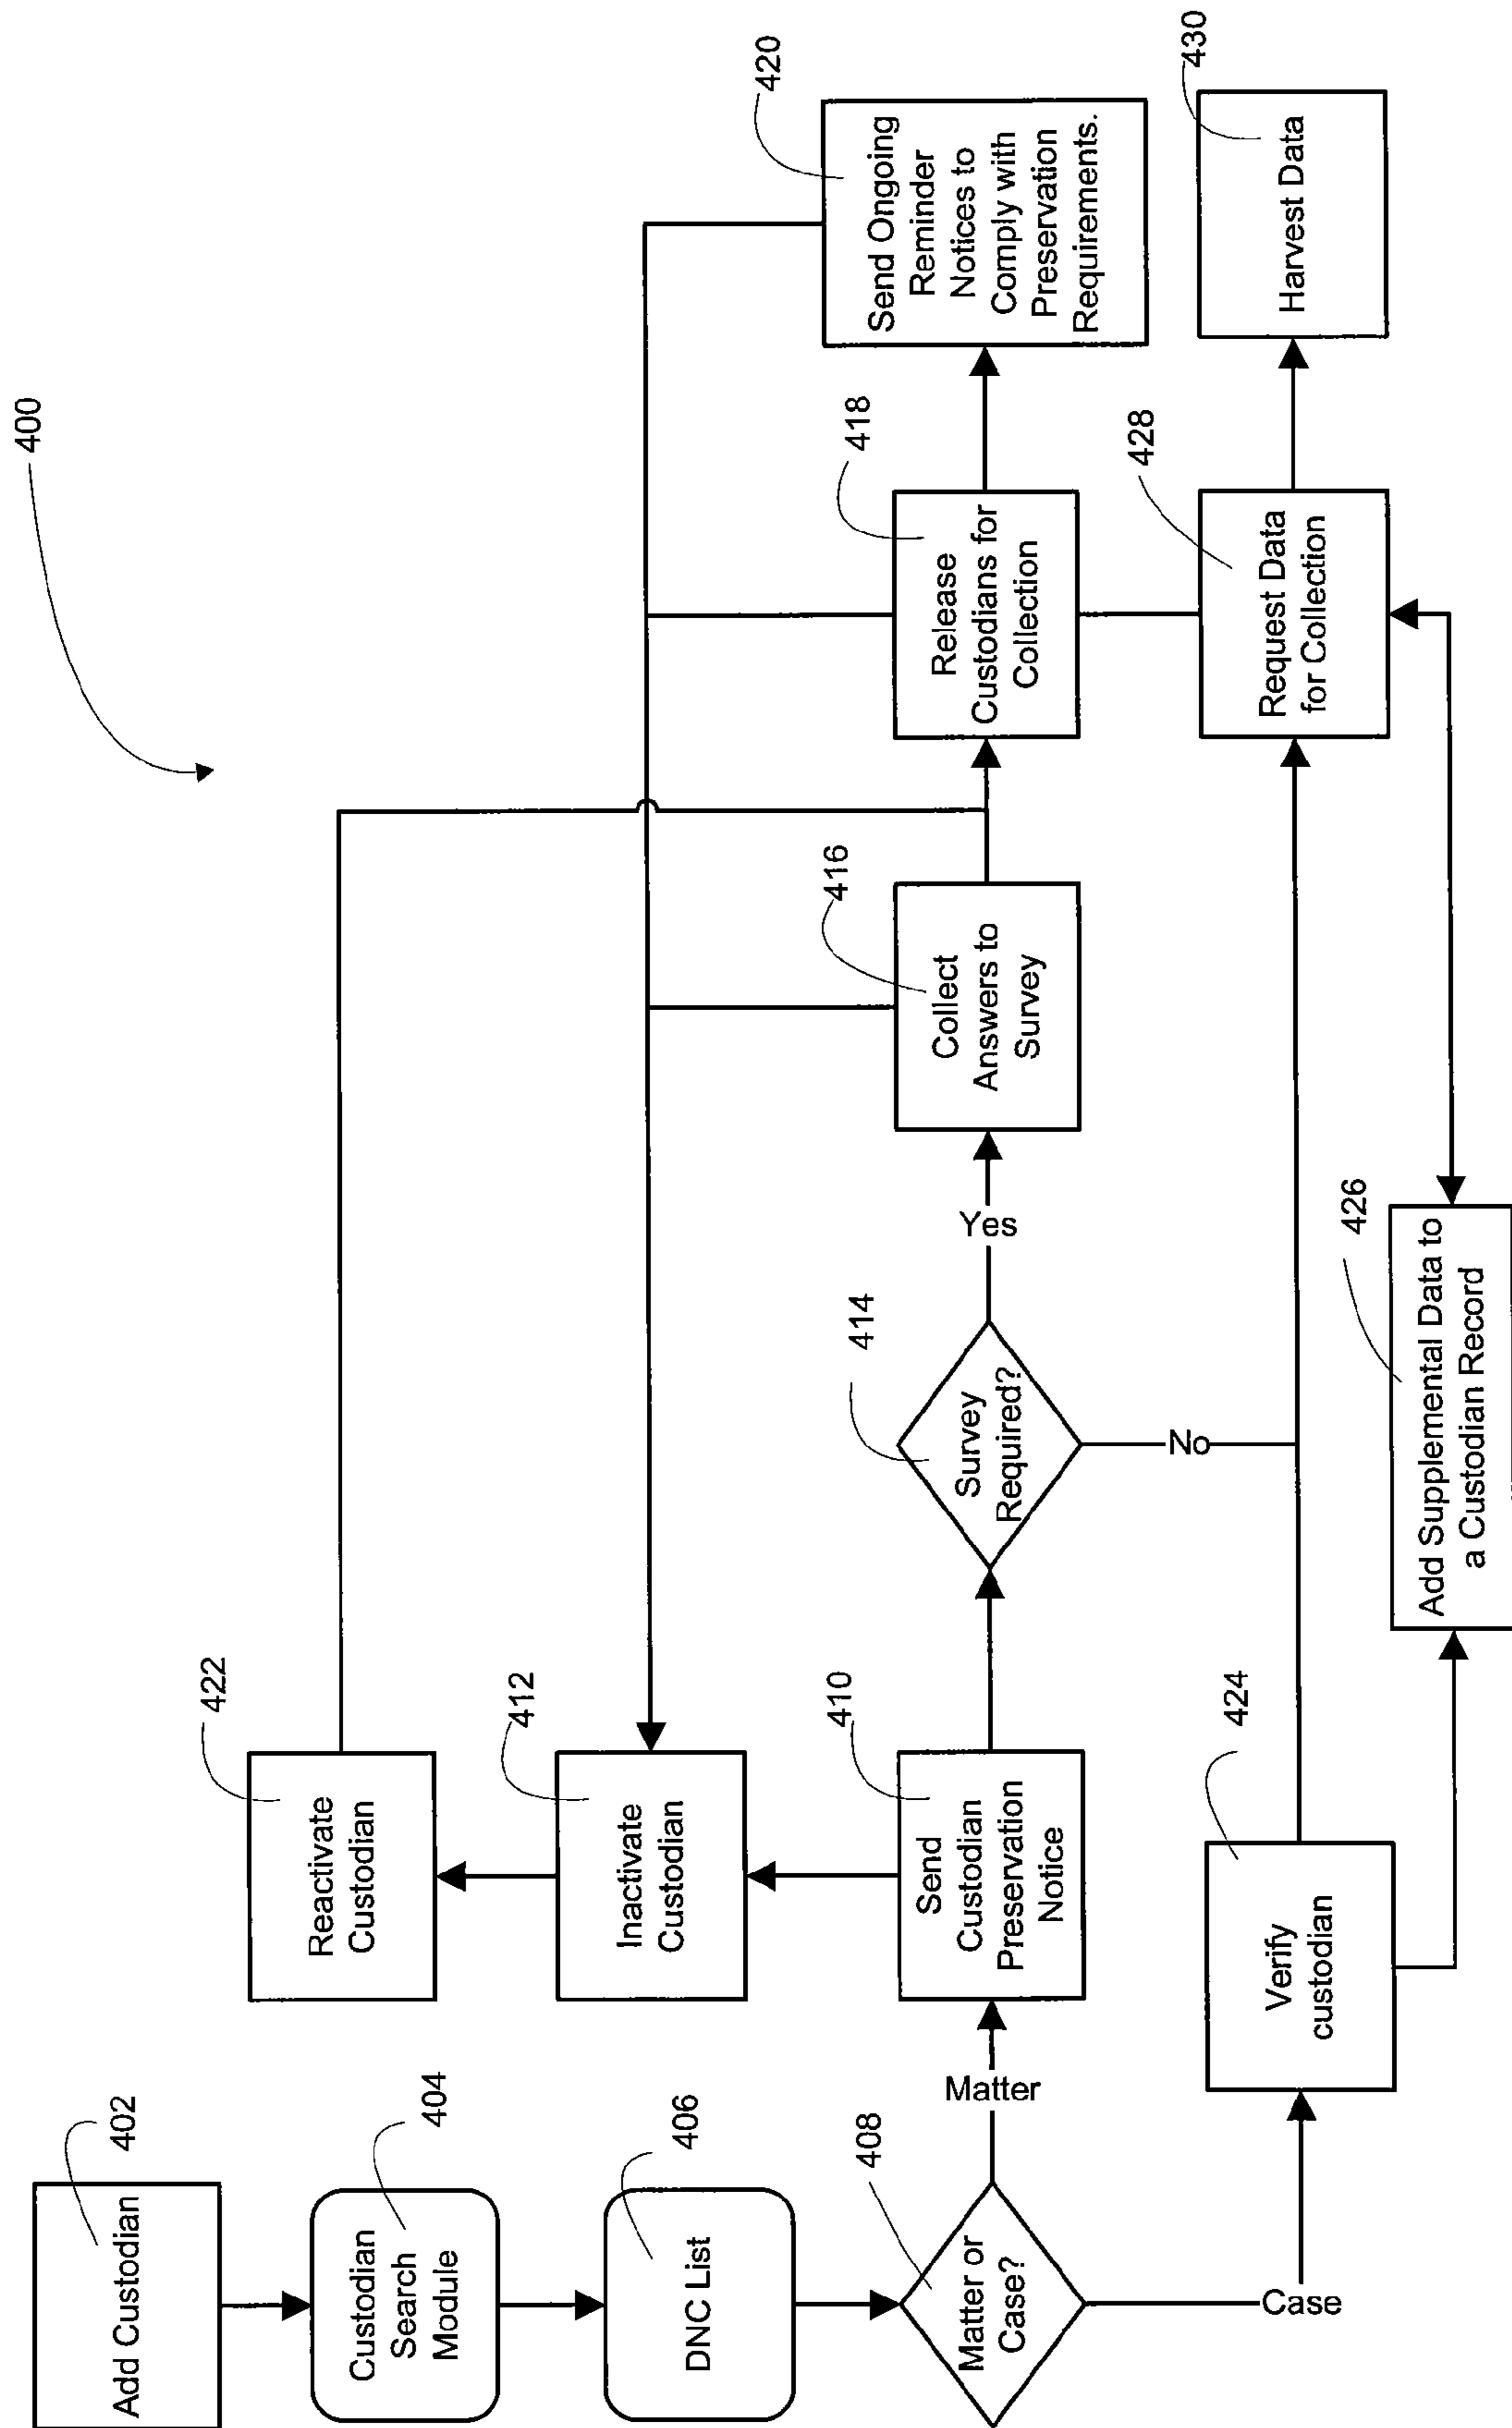 400
Add Custodian
402
Custodian
Search
Module
404
DNC List
406
Matter or
Case?
408
Matter
Case
Send
Custodian
Preservation
Notice
410
Inactivate
Custodian
412
Reactivate
Custodian
422
Survey
Required?
414
Yes
No
Collect
Answers to
Survey
416
Release
Custodians for
Collection
418
Send Ongoing
Reminder
Notices to
Comply with
Preservation
Requirements.
420
Verify
custodian
424
Add Supplemental Data to
a Custodian Record
426
Request Data
for Collection
428
Harvest Data
430